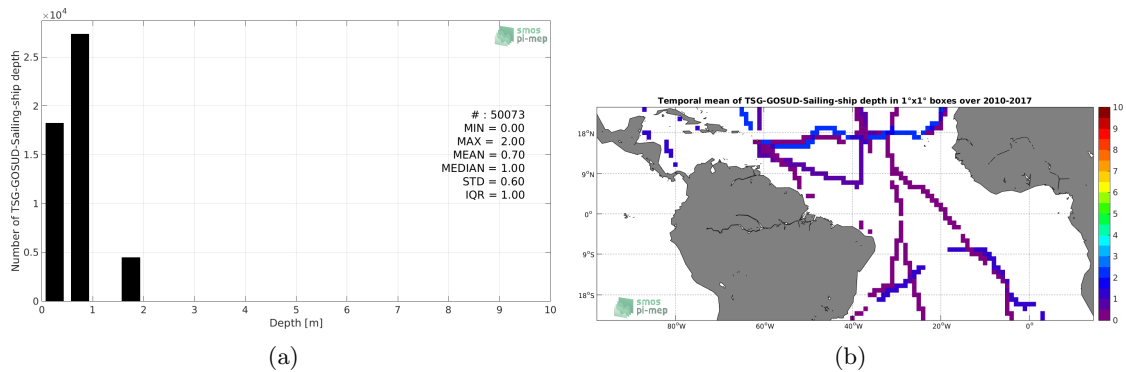 ×10⁴
Number of TSG-GOSUD-Sailing-ship depth
2.5
2
1.5
1
0.5
0
0 1 2 3 4 5 6 7 8 9 10
Depth [m]
smos
pi-mep
# : 50073
MIN = 0.00
MAX = 2.00
MEAN = 0.70
MEDIAN = 1.00
STD = 0.60
IQR = 1.00
(a)
Temporal mean of TSG-GOSUD-Sailing-ship depth in 1°x1° boxes over 2010-2017
18°N
9°N
0°
9°S
18°S
80°W 60°W 40°W 20°W 0°
smos
pi-mep
10
9
8
7
6
5
4
3
2
1
0
(b)